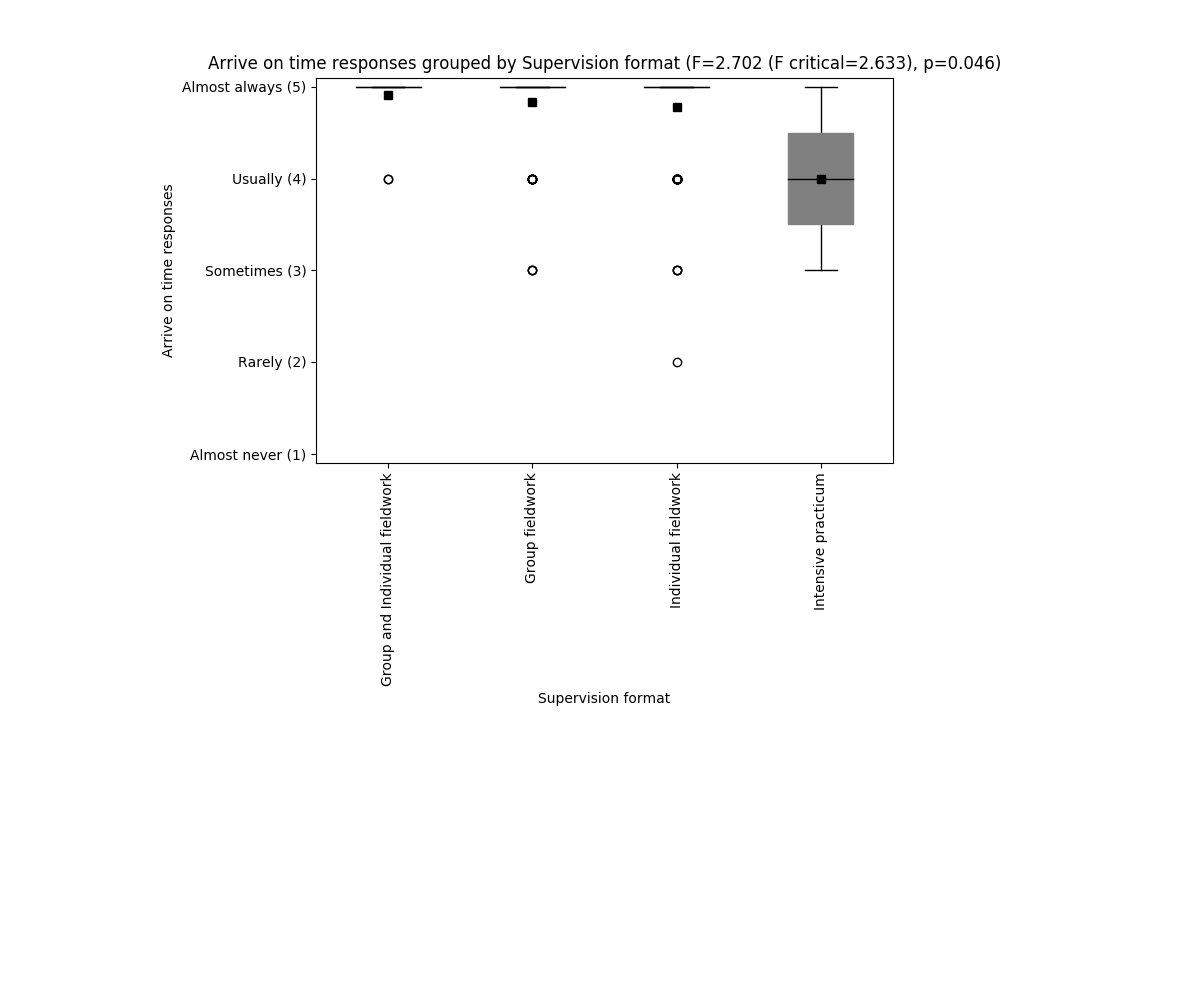 Arrive on time responses grouped by Supervision format (F=2.702 (F critical=2.633), p=0.046)
Almost always (5)
Usually (4)
Sometimes (3)
Rarely (2)
Almost never (1)
Arrive on time responses
Group and Individual fieldwork
Group fieldwork
Individual fieldwork
Intensive practicum
Supervision format